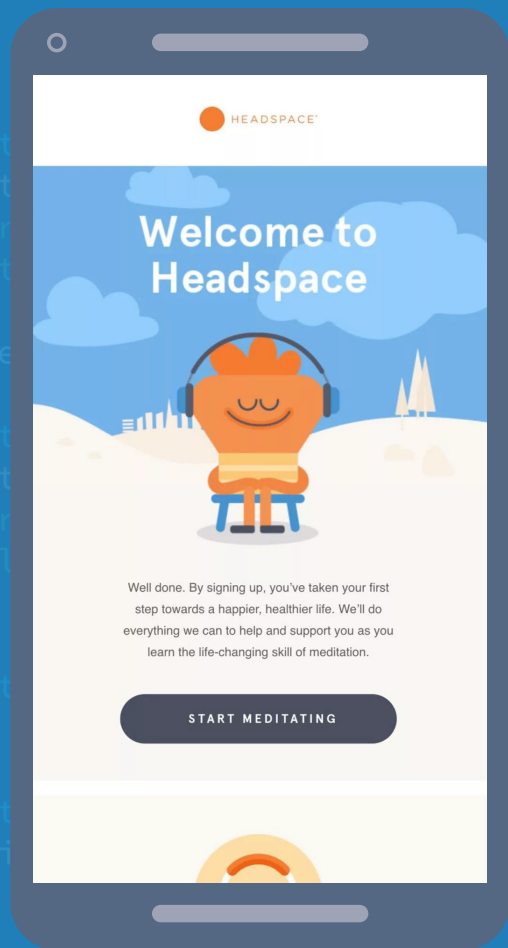 HEADSPACE
Welcome to
Headspace
Well done. By signing up, you've taken your first
step towards a happier, healthier life. We'll do
everything we can to help and support you as you
learn the life-changing skill of meditation.
START MEDITATING